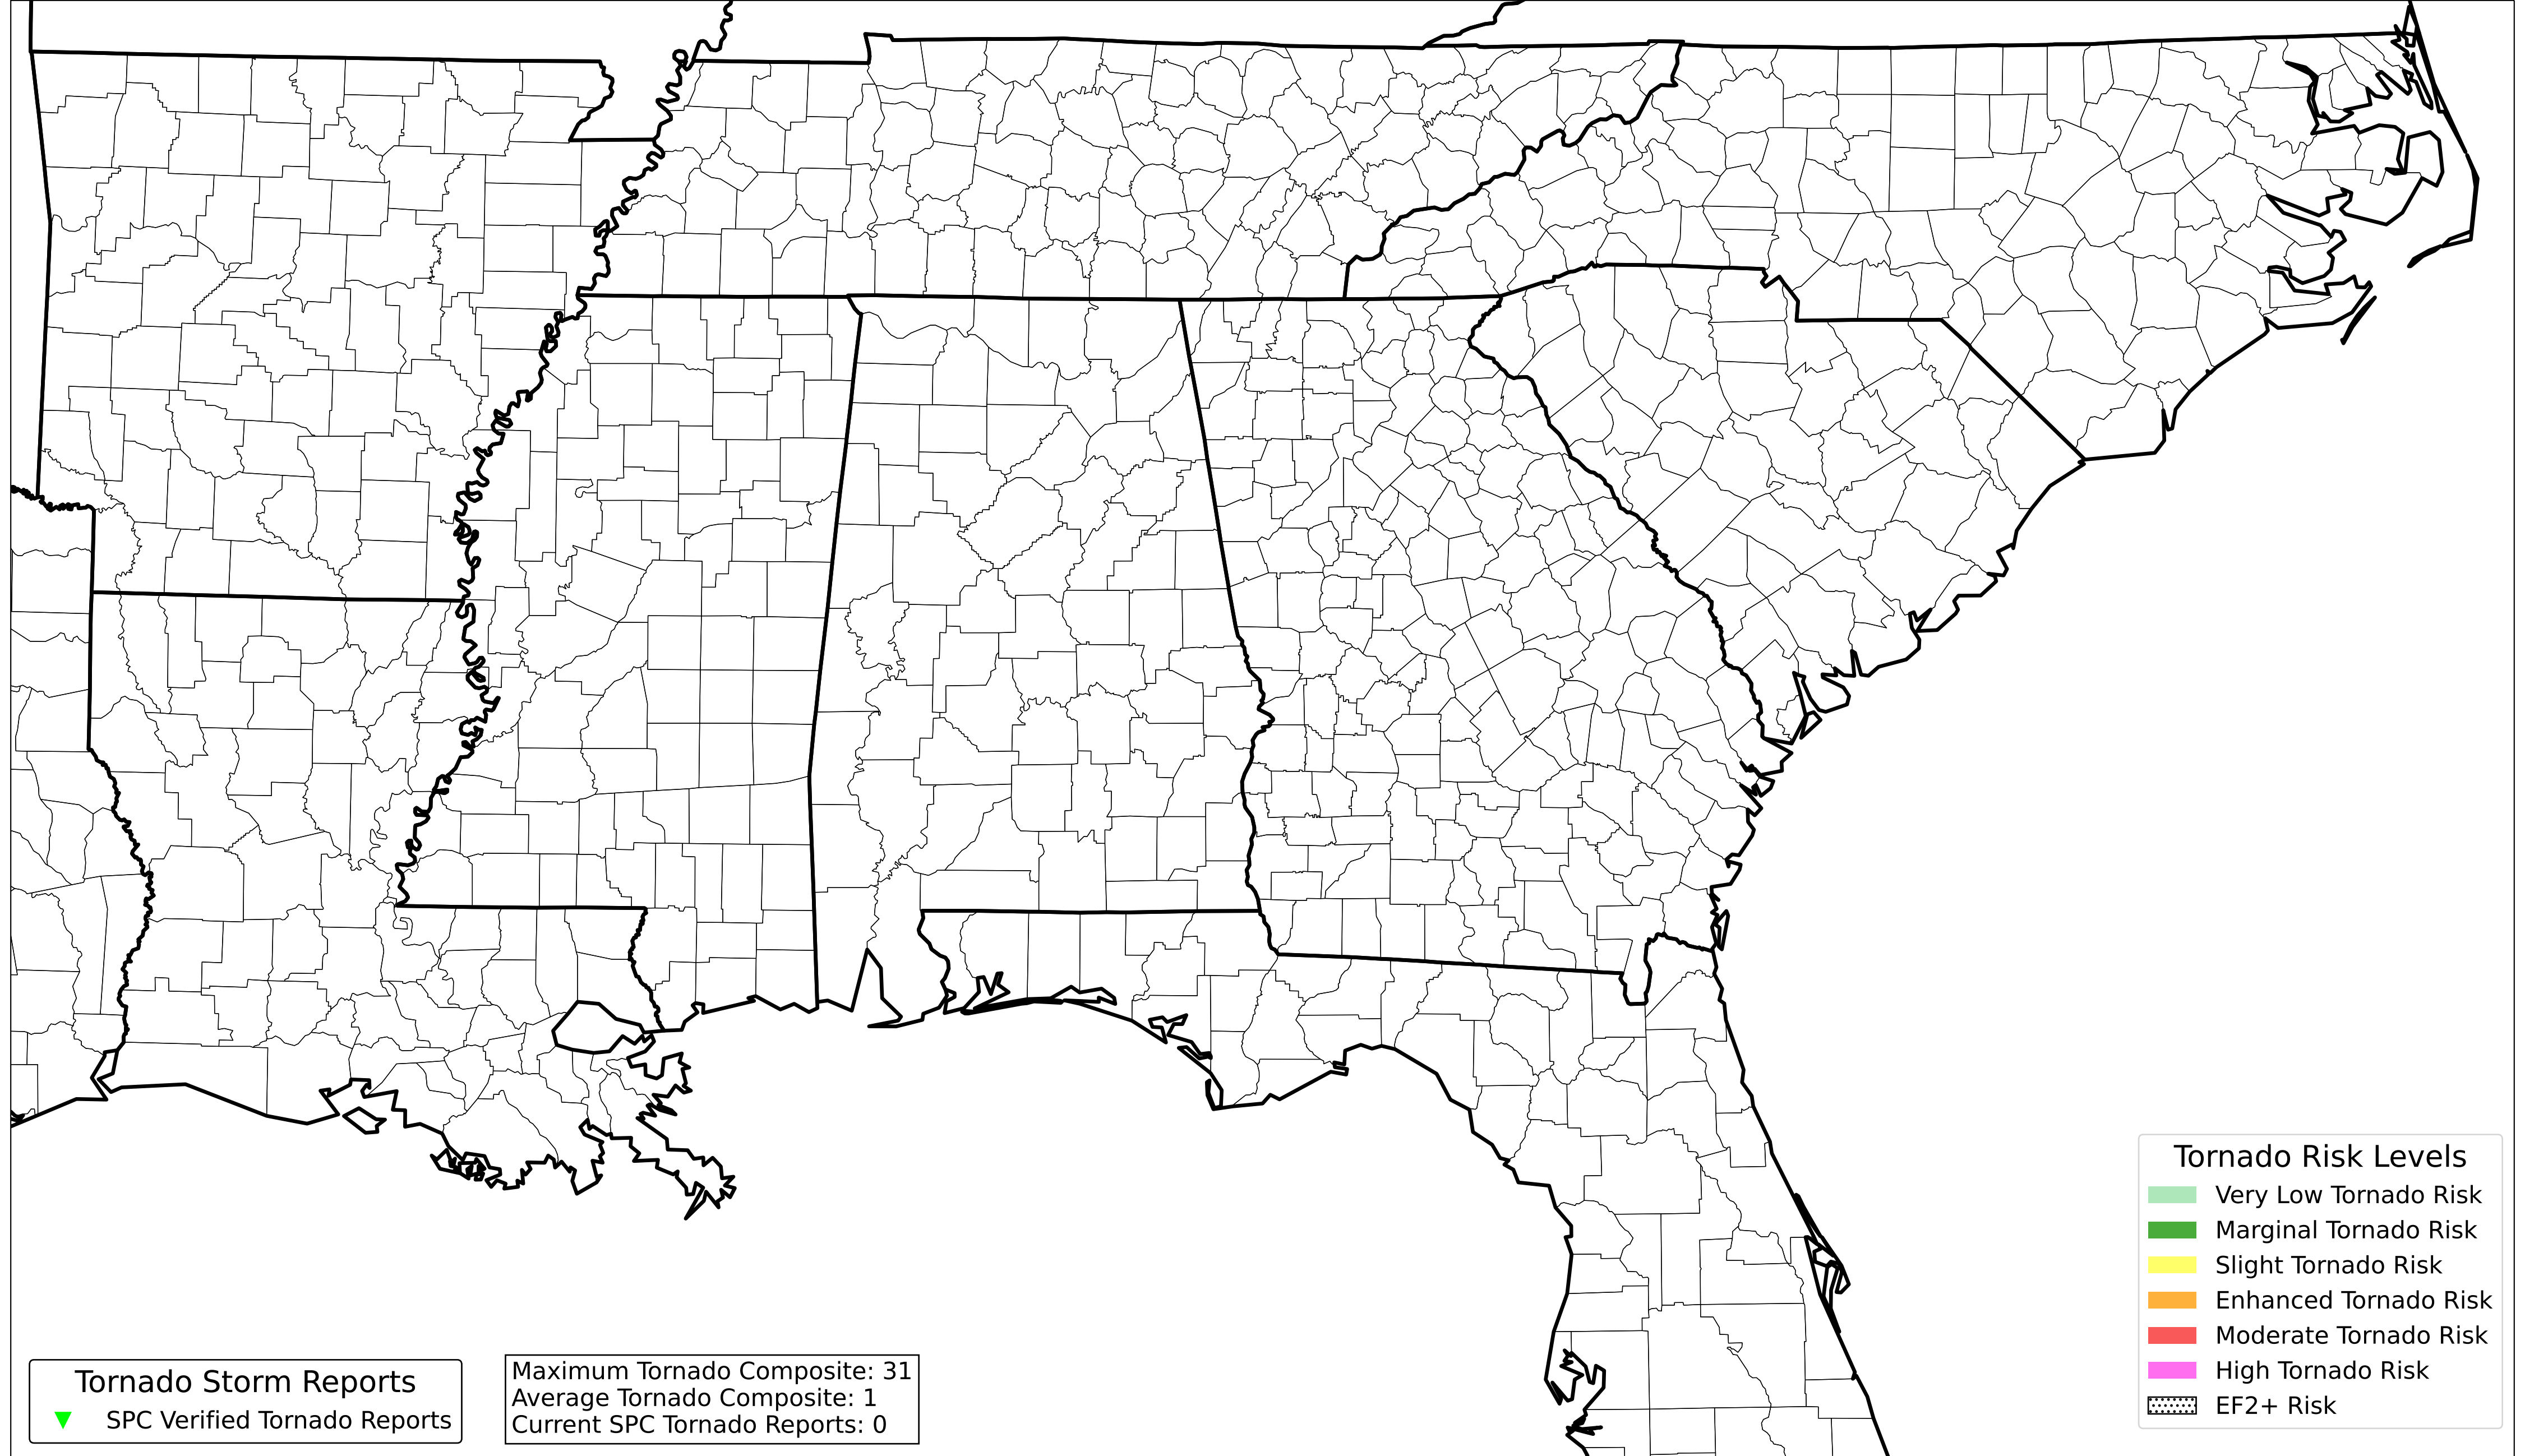 Tornado Risk Levels
Very Low Tornado Risk
Marginal Tornado Risk
Slight Tornado Risk
Enhanced Tornado Risk
Moderate Tornado Risk
High Tornado Risk
EF2+ Risk
Tornado Storm Reports
SPC Verified Tornado Reports
Maximum Tornado Composite: 31
Average Tornado Composite: 1
Current SPC Tornado Reports: 0